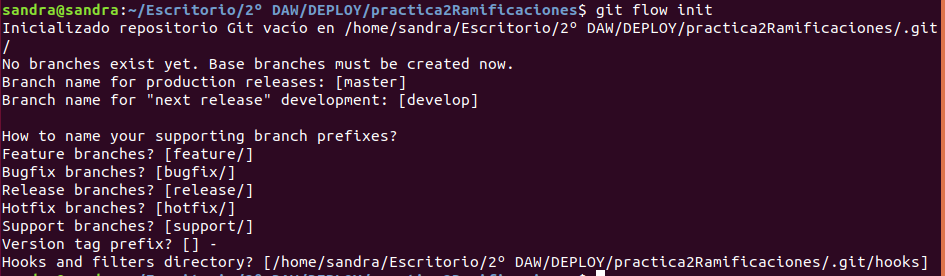 sandra@sandra:~/Escritorio/2º DAW/DEPLOY/practica2Ramificaciones$ git flow init
Inicializado repositorio Git vacío en /home/sandra/Escritorio/2º DAW/DEPLOY/practica2Ramificaciones/.git
/
No branches exist yet. Base branches must be created now.
Branch name for production releases: [master]
Branch name for "next release" development: [develop]

How to name your supporting branch prefixes?
Feature branches? [feature/]
Bugfix branches? [bugfix/]
Release branches? [release/]
Hotfix branches? [hotfix/]
Support branches? [support/]
Version tag prefix? [] -
Hooks and filters directory? [/home/sandra/Escritorio/2º DAW/DEPLOY/practica2Ramificaciones/.git/hooks]